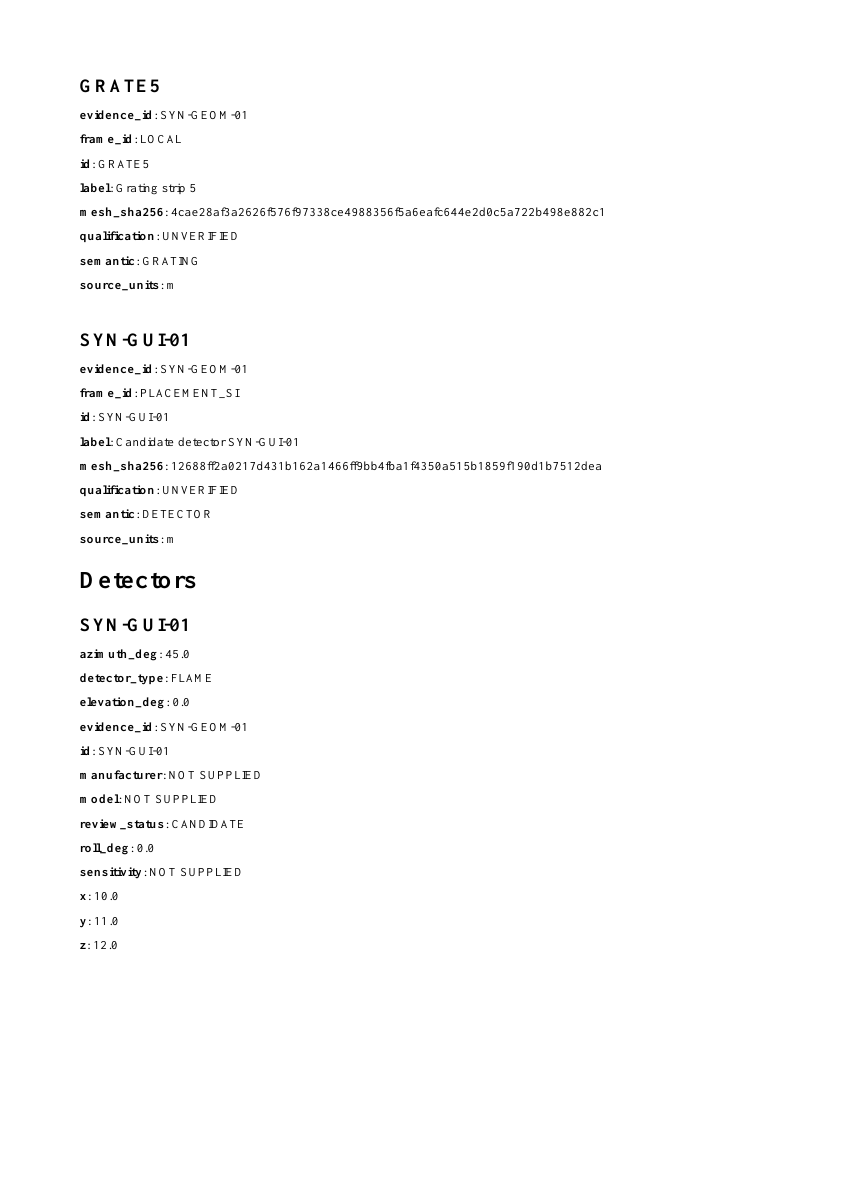 GRATE5
evidence_id: SYN-GEOM-01
frame_id: LOCAL
id: GRATE5
label: Grating strip 5
mesh_sha256: 4cae28af3a2626f576f97338ce4988356f5a6eafc644e2d0c5a722b498e882c1
qualification: UNVERIFIED
semantic: GRATING
source_units: m
SYN-GUI-01
evidence_id: SYN-GEOM-01
frame_id: PLACEMENT_SI
id: SYN-GUI-01
label: Candidate detector SYN-GUI-01
mesh_sha256: 12688ff2a0217d431b162a1466ff9bb4fba1f4350a515b1859f190d1b7512dea
qualification: UNVERIFIED
semantic: DETECTOR
source_units: m
Detectors
SYN-GUI-01
azimuth_deg: 45.0
detector_type: FLAME
elevation_deg: 0.0
evidence_id: SYN-GEOM-01
id: SYN-GUI-01
manufacturer: NOT SUPPLIED
model: NOT SUPPLIED
review_status: CANDIDATE
roll_deg: 0.0
sensitivity: NOT SUPPLIED
x: 10.0
y: 11.0
z: 12.0